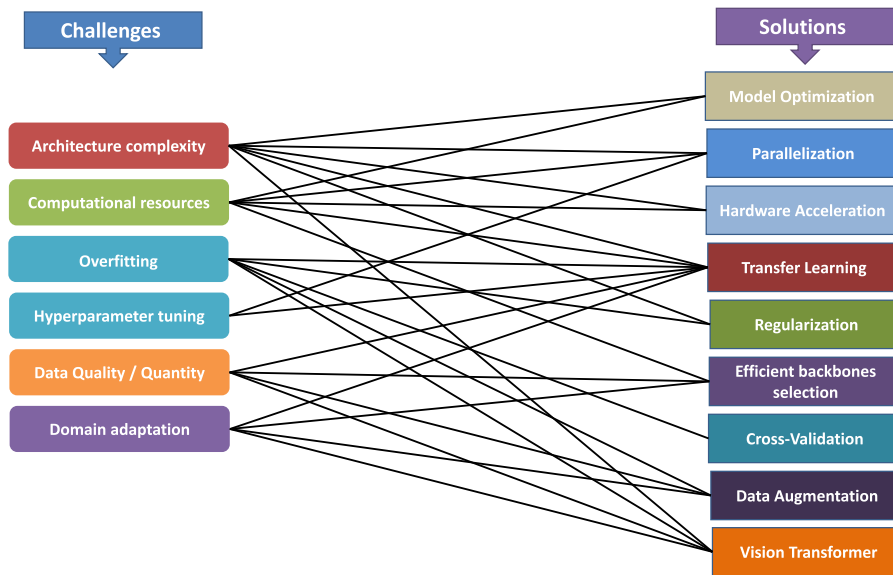 Challenges
Architecture complexity
Computational resources
Overfitting
Hyperparameter tuning
Data Quality / Quantity
Domain adaptation
Solutions
Model Optimization
Parallelization
Hardware Acceleration
Transfer Learning
Regularization
Efficient backbones
selection
Cross-Validation
Data Augmentation
Vision Transformer